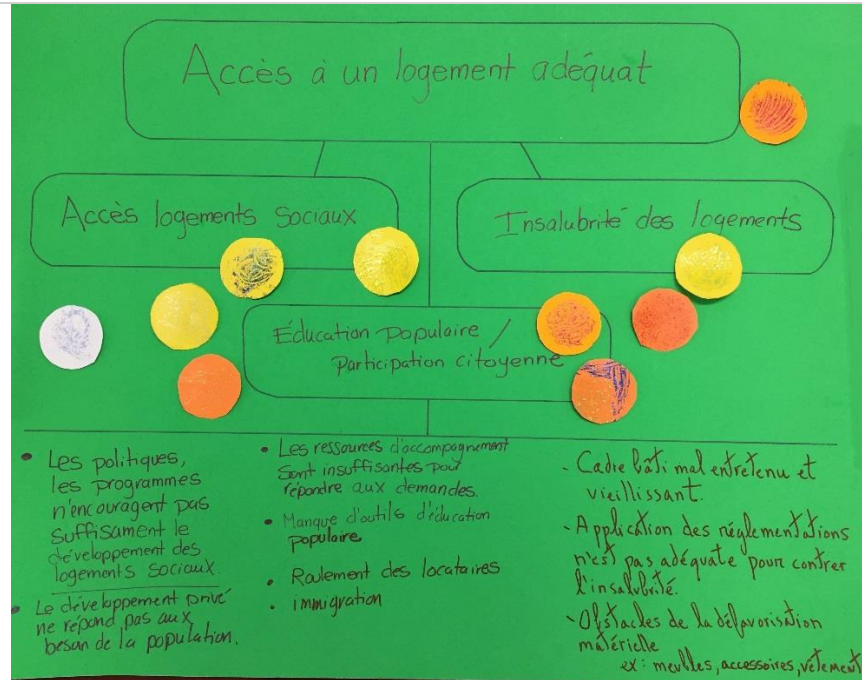 Accès à un logement adéquat
Accès logements sociaux
Insalubrité des logements
Éducation populaire /
Participation citoyenne
• Les politiques,
les programmes
n'encouragent pas
suffisament le
développement des
logements sociaux.
• Le développement privé
ne répond pas aux
besoin de la population.
• Les ressources d'accompagnement
sont insuffisantes pour
répondre aux demandes.
• Manque d'outils d'éducation
populaire
• Roulement des locataires
• immigration
- Cadre bâti mal entretenu et
vieillissant.
- Application des réglementations
n'est pas adéquate pour contrer
l'insalubrité.
- Obstacles de la défavorisation
matérielle
ex: meubles, accessoires, vêtement